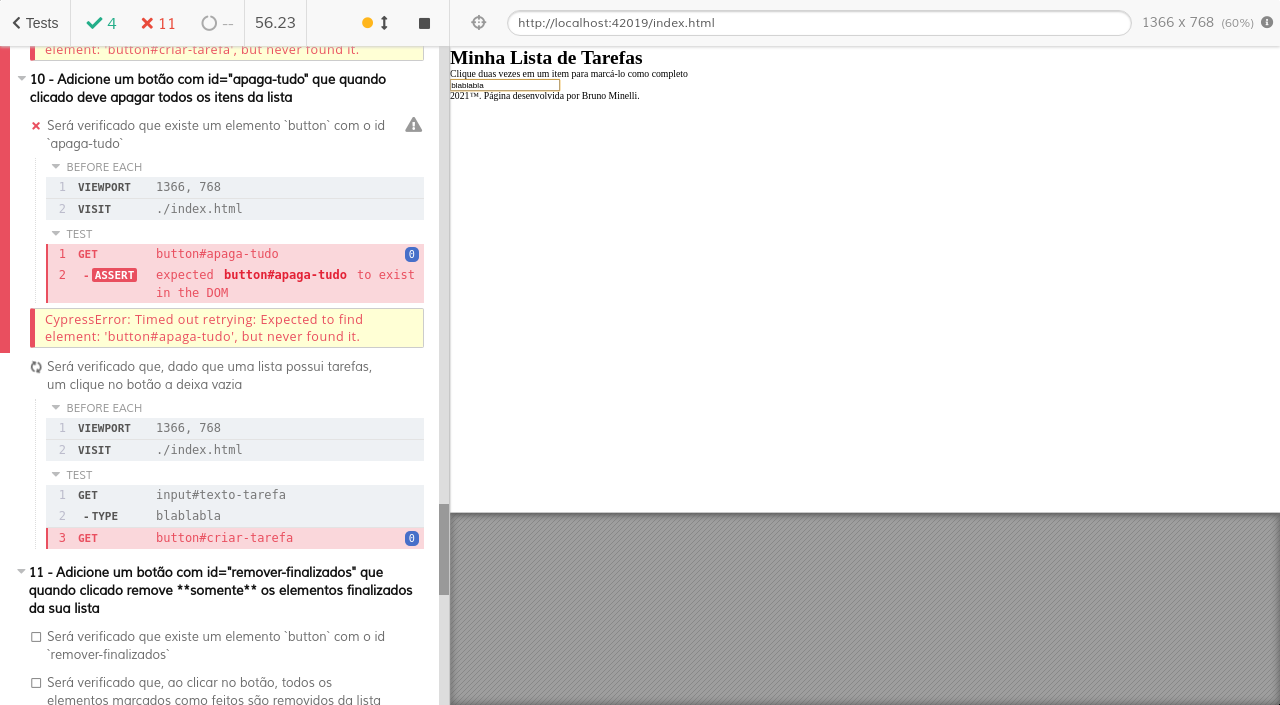 Tests 4 11 -- 56.23
http://localhost:42019/index.html 1366 x 768 (60%)
element: 'button#criar-tarefa', but never found it.
10 - Adicione um botão com id="apaga-tudo" que quando
clicado deve apagar todos os itens da lista
Será verificado que existe um elemento `button` com o id
`apaga-tudo`
BEFORE EACH
1 VIEWPORT 1366, 768
2 VISIT ./index.html
TEST
1 GET button#apaga-tudo 0
2 -ASSERT expected button#apaga-tudo to exist
in the DOM
CypressError: Timed out retrying: Expected to find
element: 'button#apaga-tudo', but never found it.
Será verificado que, dado que uma lista possui tarefas,
um clique no botão a deixa vazia
BEFORE EACH
1 VIEWPORT 1366, 768
2 VISIT ./index.html
TEST
1 GET input#texto-tarefa
2 -TYPE blablabla
3 GET button#criar-tarefa 0
11 - Adicione um botão com id="remover-finalizados" que
quando clicado remove **somente** os elementos finalizados
da sua lista
Será verificado que existe um elemento `button` com o id
`remover-finalizados`
Será verificado que, ao clicar no botão, todos os
elementos marcados como feitos são removidos da lista
Minha Lista de Tarefas
Clique duas vezes em um item para marcá-lo como completo
blablabla
2021™. Página desenvolvida por Bruno Minelli.